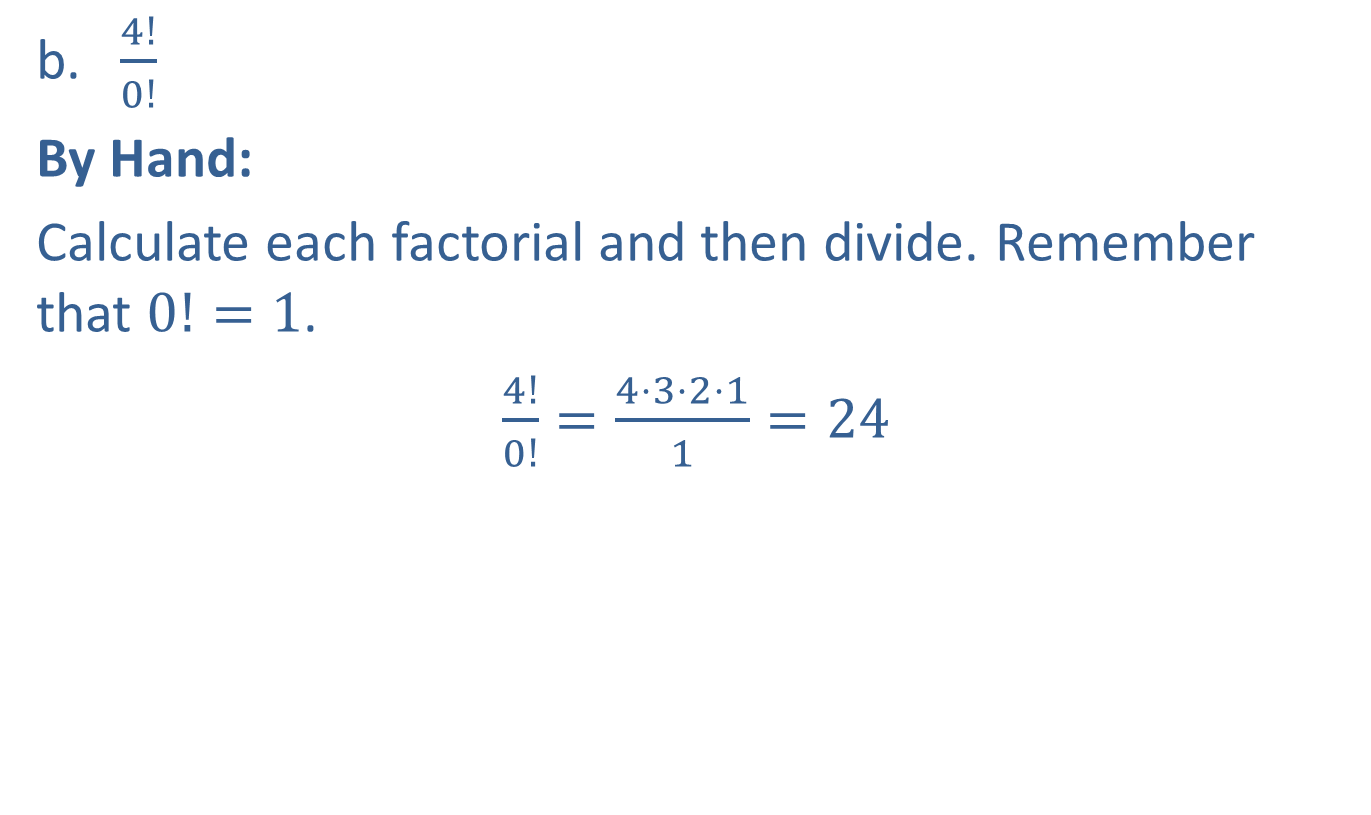 b. 4!/0!
By Hand:
Calculate each factorial and then divide. Remember
that 0! = 1.
4!/0! = 4·3·2·1/1 = 24